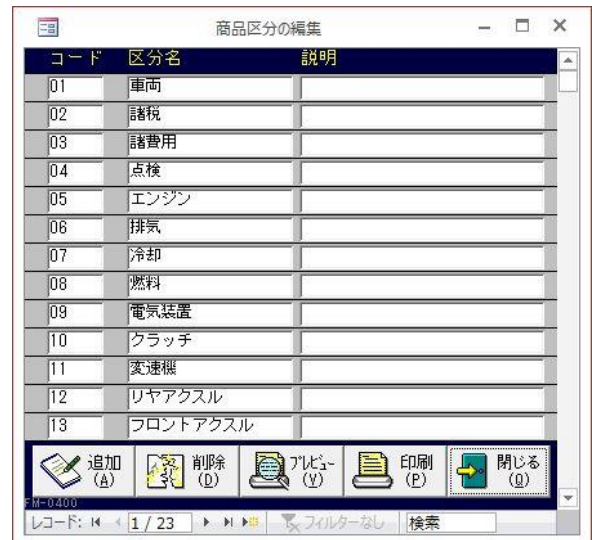 商品区分の編集
コード 区分名 説明
01 車両
02 諸税
03 諸費用
04 点検
05 エンジン
06 排気
07 冷却
08 燃料
09 電気装置
10 クラッチ
11 変速機
12 リヤアクスル
13 フロントアクスル
追加(A) 削除(D) プレビュー(V) 印刷(P) 閉じる(Q)
FM-0400
レコード: 1 / 23 フィルターなし 検索